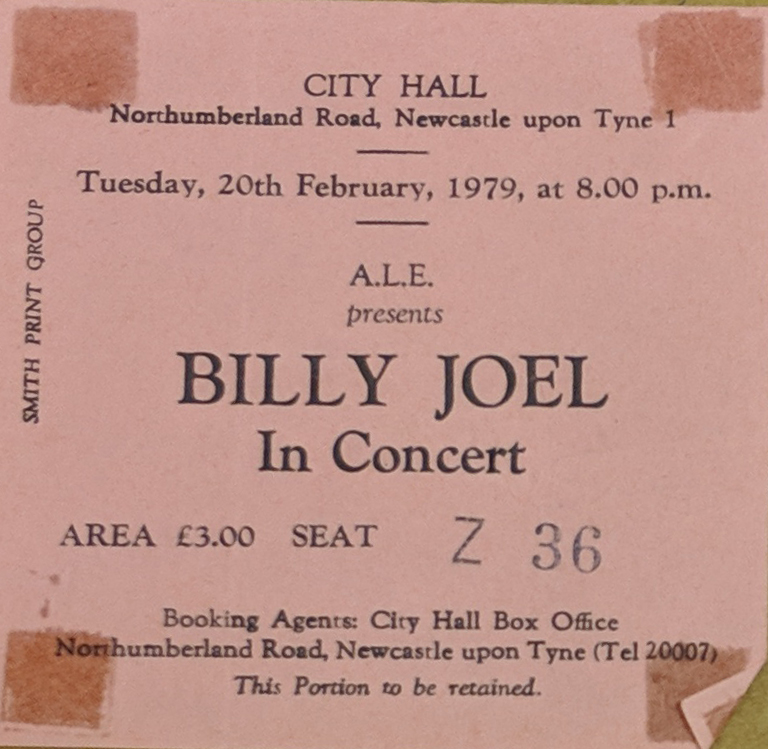 CITY HALL
Northumberland Road, Newcastle upon Tyne 1
Tuesday, 20th February, 1979, at 8.00 p.m.
A.L.E.
presents
BILLY JOEL
In Concert
AREA £3.00 SEAT Z 36
Booking Agents: City Hall Box Office
Northumberland Road, Newcastle upon Tyne (Tel 20007)
This Portion to be retained.
SMITH PRINT GROUP